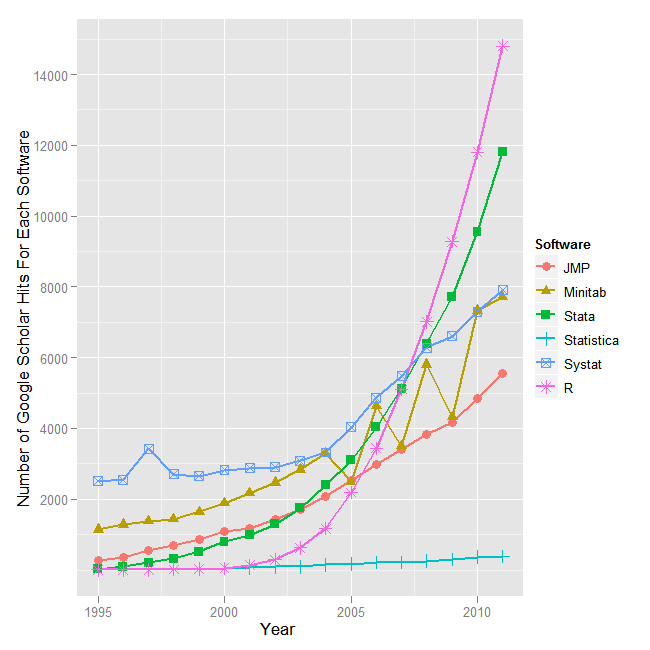 Number of Google Scholar Hits For Each Software
14000
12000
10000
8000
6000
4000
2000
1995
2000
2005
2010
Year
Software
JMP
Minitab
Stata
Statistica
Systat
R